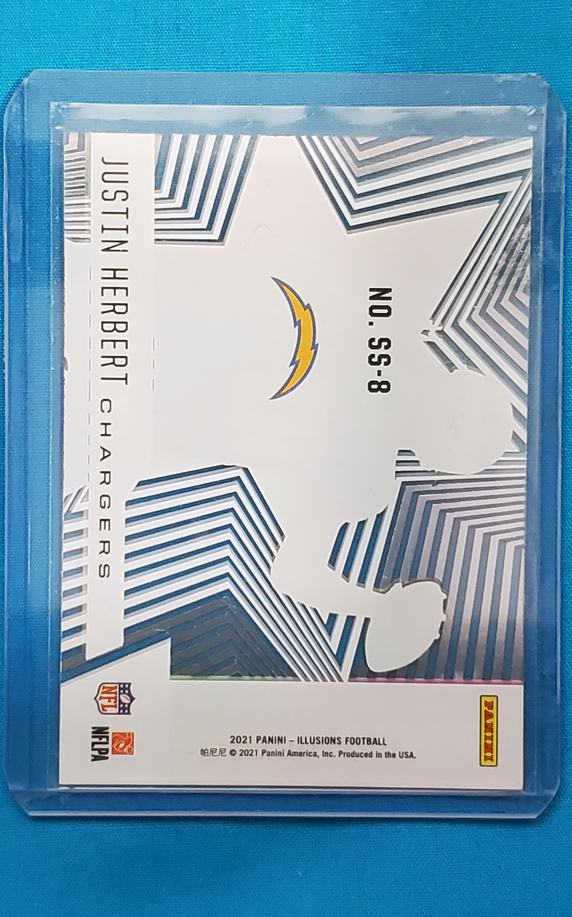 NO. SS-8
JUSTIN HERBERT CHARGERS
PANINI
2021 PANINI – ILLUSIONS FOOTBALL
帕尼尼 © 2021 Panini America, Inc. Produced in the USA.
NFL
NFLPA